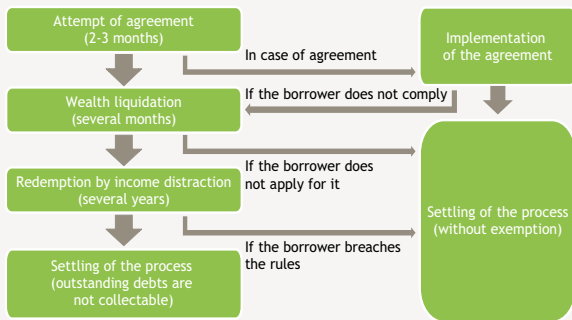 Attempt of agreement
(2-3 months)
In case of agreement
Implementation
of the agreement
If the borrower does not comply
Wealth liquidation
(several months)
If the borrower does
not apply for it
Redemption by income distraction
(several years)
Settling of the process
(without exemption)
If the borrower breaches
the rules
Settling of the process
(outstanding debts are
not collectable)